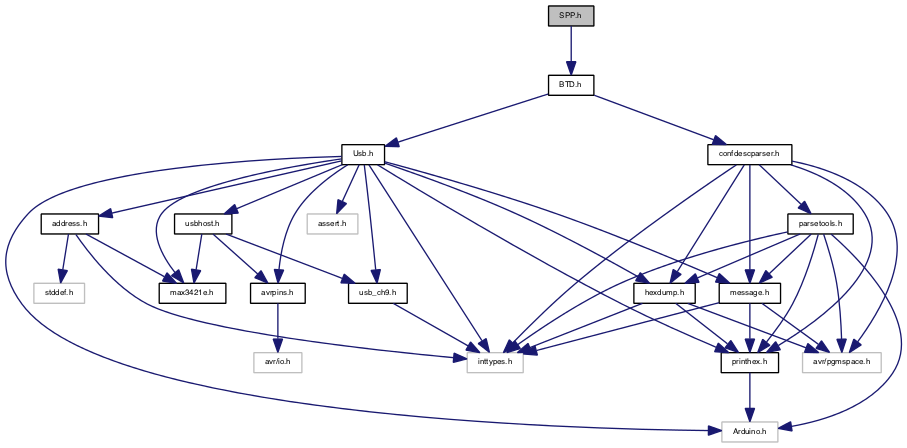 SPP.h
BTD.h
Usb.h
confdescparser.h
address.h
usbhost.h
assert.h
parsetools.h
stddef.h
max3421e.h
avrpins.h
usb_ch9.h
hexdump.h
message.h
avr/io.h
inttypes.h
printhex.h
avr/pgmspace.h
Arduino.h